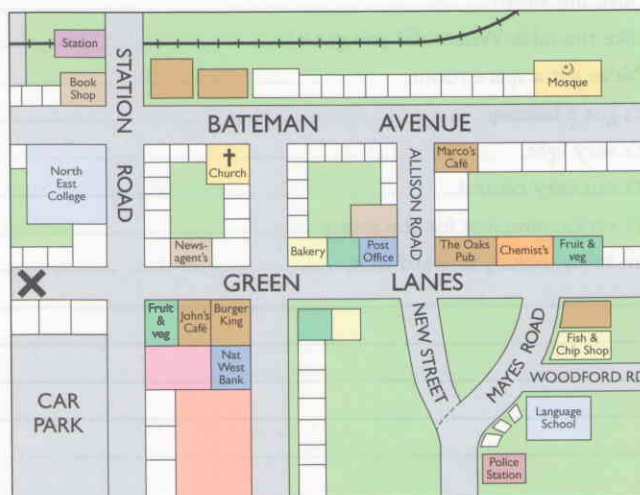 Station
Book
Shop
STATION
ROAD
Mosque
BATEMAN AVENUE
North
East
College
Church
News-
agent's
Bakery
Post
Office
ALLISON ROAD
Marco's
Café
The Oaks
Pub
Chemist's
Fruit &
veg
GREEN LANES
Fruit
&
veg
John's
Café
Burger
King
Nat
West
Bank
CAR
PARK
NEW STREET
MAYES ROAD
Fish &
Chip Shop
WOODFORD RD
Language
School
Police
Station